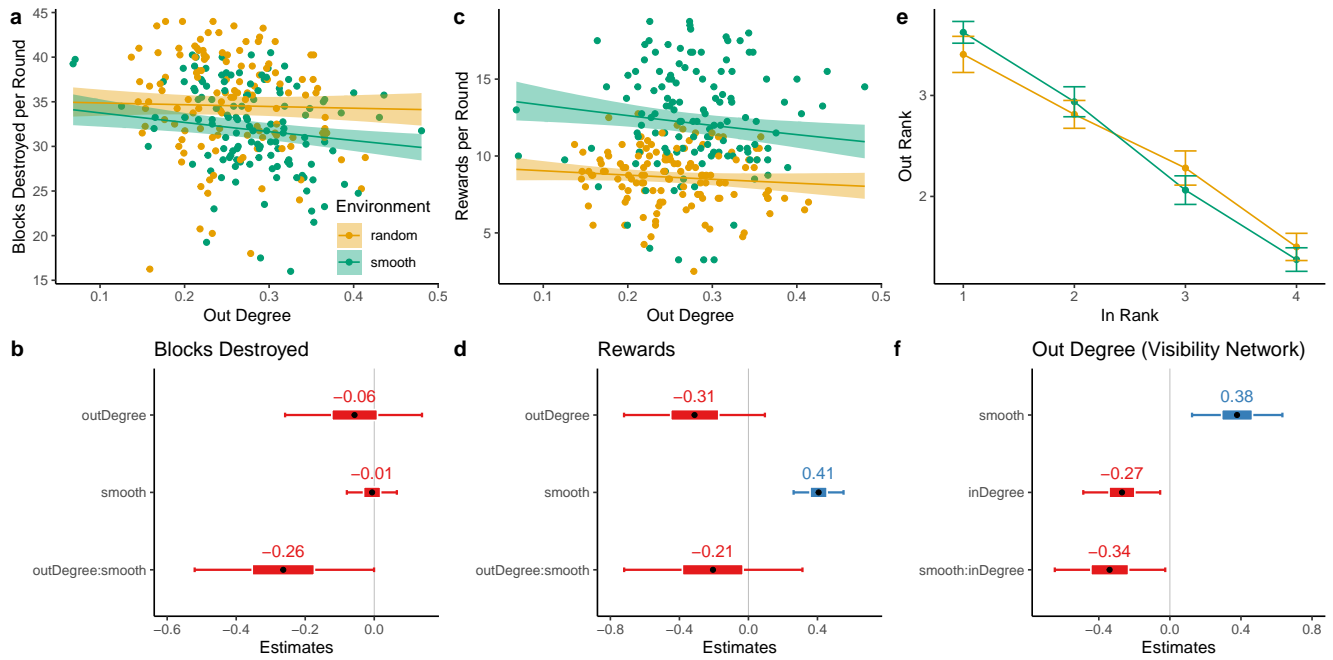 a
Blocks Destroyed per Round
45
40
35
30
25
20
15
0.1
0.2
0.3
0.4
0.5
Out Degree
Environment
random
smooth
c
Rewards per Round
15
10
5
0.1
0.2
0.3
0.4
0.5
Out Degree
e
Out Rank
3
2
1
2
3
4
In Rank
b
Blocks Destroyed
outDegree
smooth
outDegree:smooth
−0.06
−0.01
−0.26
−0.6
−0.4
−0.2
0.0
Estimates
d
Rewards
outDegree
smooth
outDegree:smooth
−0.31
0.41
−0.21
−0.8
−0.4
0.0
0.4
Estimates
f
Out Degree (Visibility Network)
smooth
inDegree
smooth:inDegree
0.38
−0.27
−0.34
−0.4
0.0
0.4
0.8
Estimates